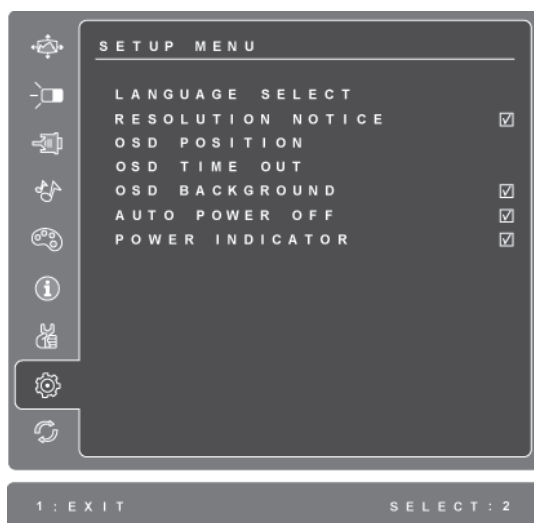 SETUP MENU
LANGUAGE SELECT
RESOLUTION NOTICE
OSD POSITION
OSD TIME OUT
OSD BACKGROUND
AUTO POWER OFF
POWER INDICATOR
1:EXIT SELECT:2